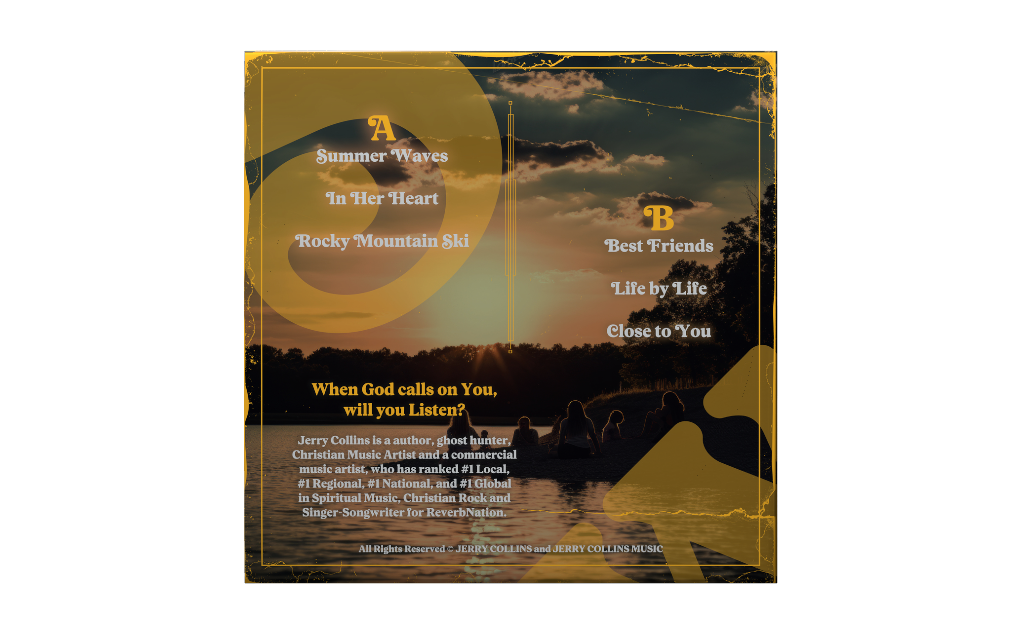 A
Summer Waves
In Her Heart
Rocky Mountain Ski
B
Best Friends
Life by Life
Close to You
When God calls on You,
will you Listen?
Jerry Collins is a author, ghost hunter,
Christian Music Artist and a commercial
music artist, who has ranked #1 Local,
#1 Regional, #1 National, and #1 Global
in Spiritual Music, Christian Rock and
Singer-Songwriter for ReverbNation.
All Rights Reserved © JERRY COLLINS and JERRY COLLINS MUSIC